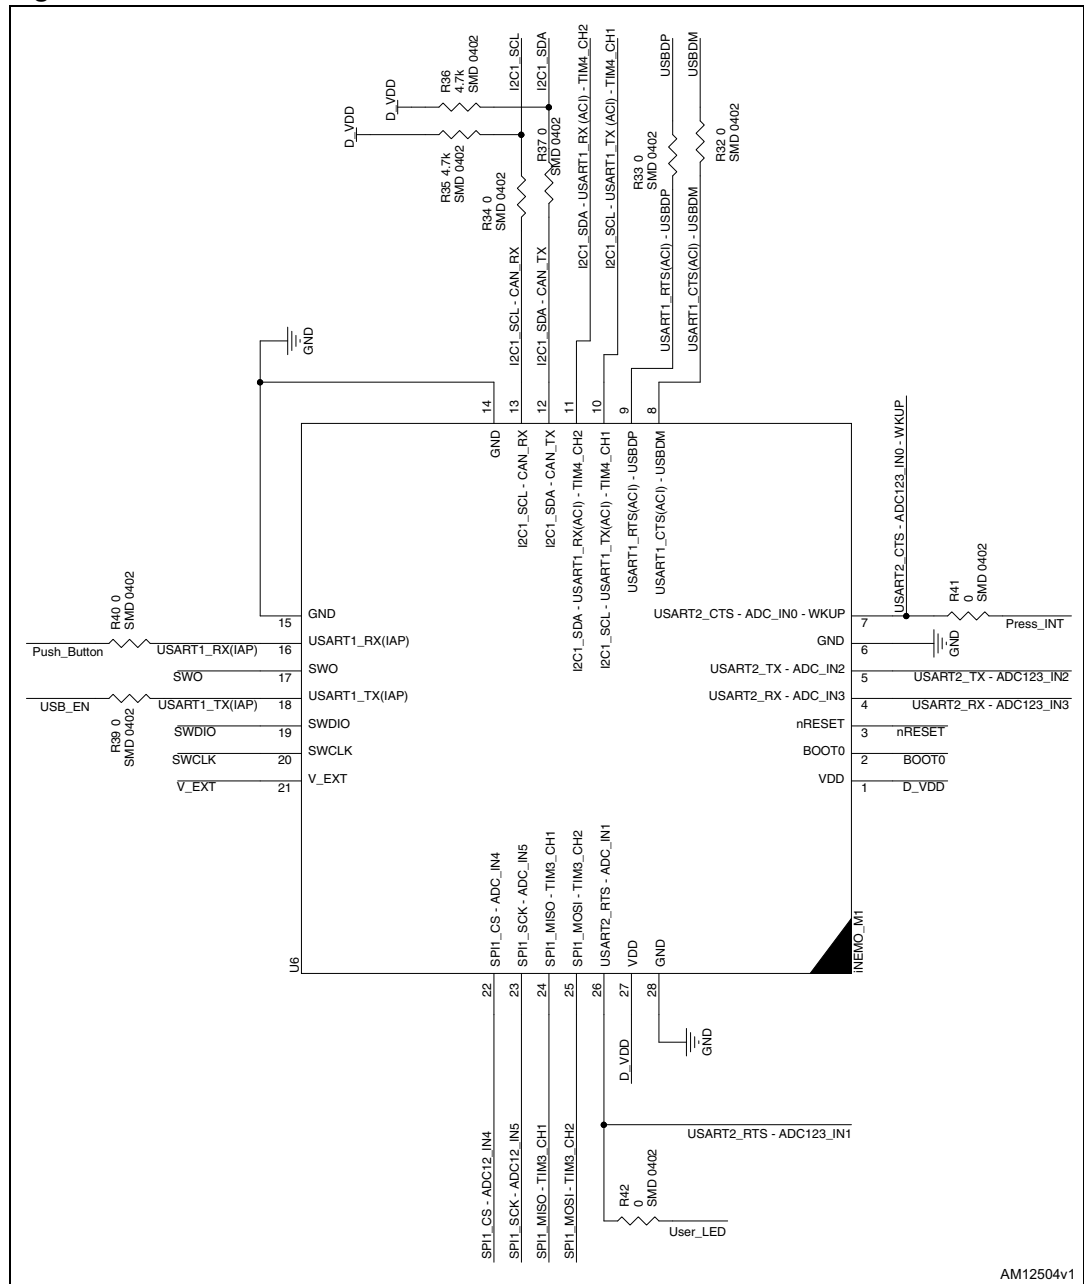 R36
4.7k
SMD 0402
D_VDD
D_VDD
R35 4.7k
SMD 0402
R34 0
SMD 0402
I2C1_SCL
I2C1_SDA
R37 0
SMD 0402
I2C1_SDA - USART1_RX (ACI) - TIM4_CH2
I2C1_SCL - USART1_TX (ACI) - TIM4_CH1
USBDP
USBDM
R33 0
SMD 0402
R32 0
SMD 0402
I2C1_SCL - CAN_RX
I2C1_SDA - CAN_TX
USART1_RTS(ACI) - USBDP
USART1_CTS(ACI) - USBDM
GND
14
13
12
11
10
9
8
GND
I2C1_SCL - CAN_RX
I2C1_SDA - CAN_TX
I2C1_SDA - USART1_RX(ACI) - TIM4_CH2
I2C1_SCL - USART1_TX(ACI) - TIM4_CH1
USART1_RTS(ACI) - USBDP
USART1_CTS(ACI) - USBDM
USART2_CTS - ADC123_IN0 - WKUP
R41
0
SMD 0402
Press_INT
R40 0
SMD 0402
Push_Button
USART1_RX(IAP)
SWO
USB_EN
USART1_TX(IAP)
R39 0
SMD 0402
SWDIO
SWCLK
V_EXT
15
16
17
18
19
20
21
GND
USART1_RX(IAP)
SWO
USART1_TX(IAP)
SWDIO
SWCLK
V_EXT
USART2_CTS - ADC_IN0 - WKUP
GND
USART2_TX - ADC_IN2
USART2_RX - ADC_IN3
nRESET
BOOT0
VDD
7
6
5
4
3
2
1
GND
USART2_TX - ADC123_IN2
USART2_RX - ADC123_IN3
nRESET
BOOT0
D_VDD
SPI1_CS - ADC_IN4
SPI1_SCK - ADC_IN5
SPI1_MISO - TIM3_CH1
SPI1_MOSI - TIM3_CH2
USART2_RTS - ADC_IN1
VDD
GND
U6
iNEMO_M1
22
23
24
25
26
27
28
D_VDD
GND
SPI1_CS - ADC12_IN4
SPI1_SCK - ADC12_IN5
SPI1_MISO - TIM3_CH1
SPI1_MOSI - TIM3_CH2
USART2_RTS - ADC123_IN1
R42
0
SMD 0402
User_LED
AM12504v1